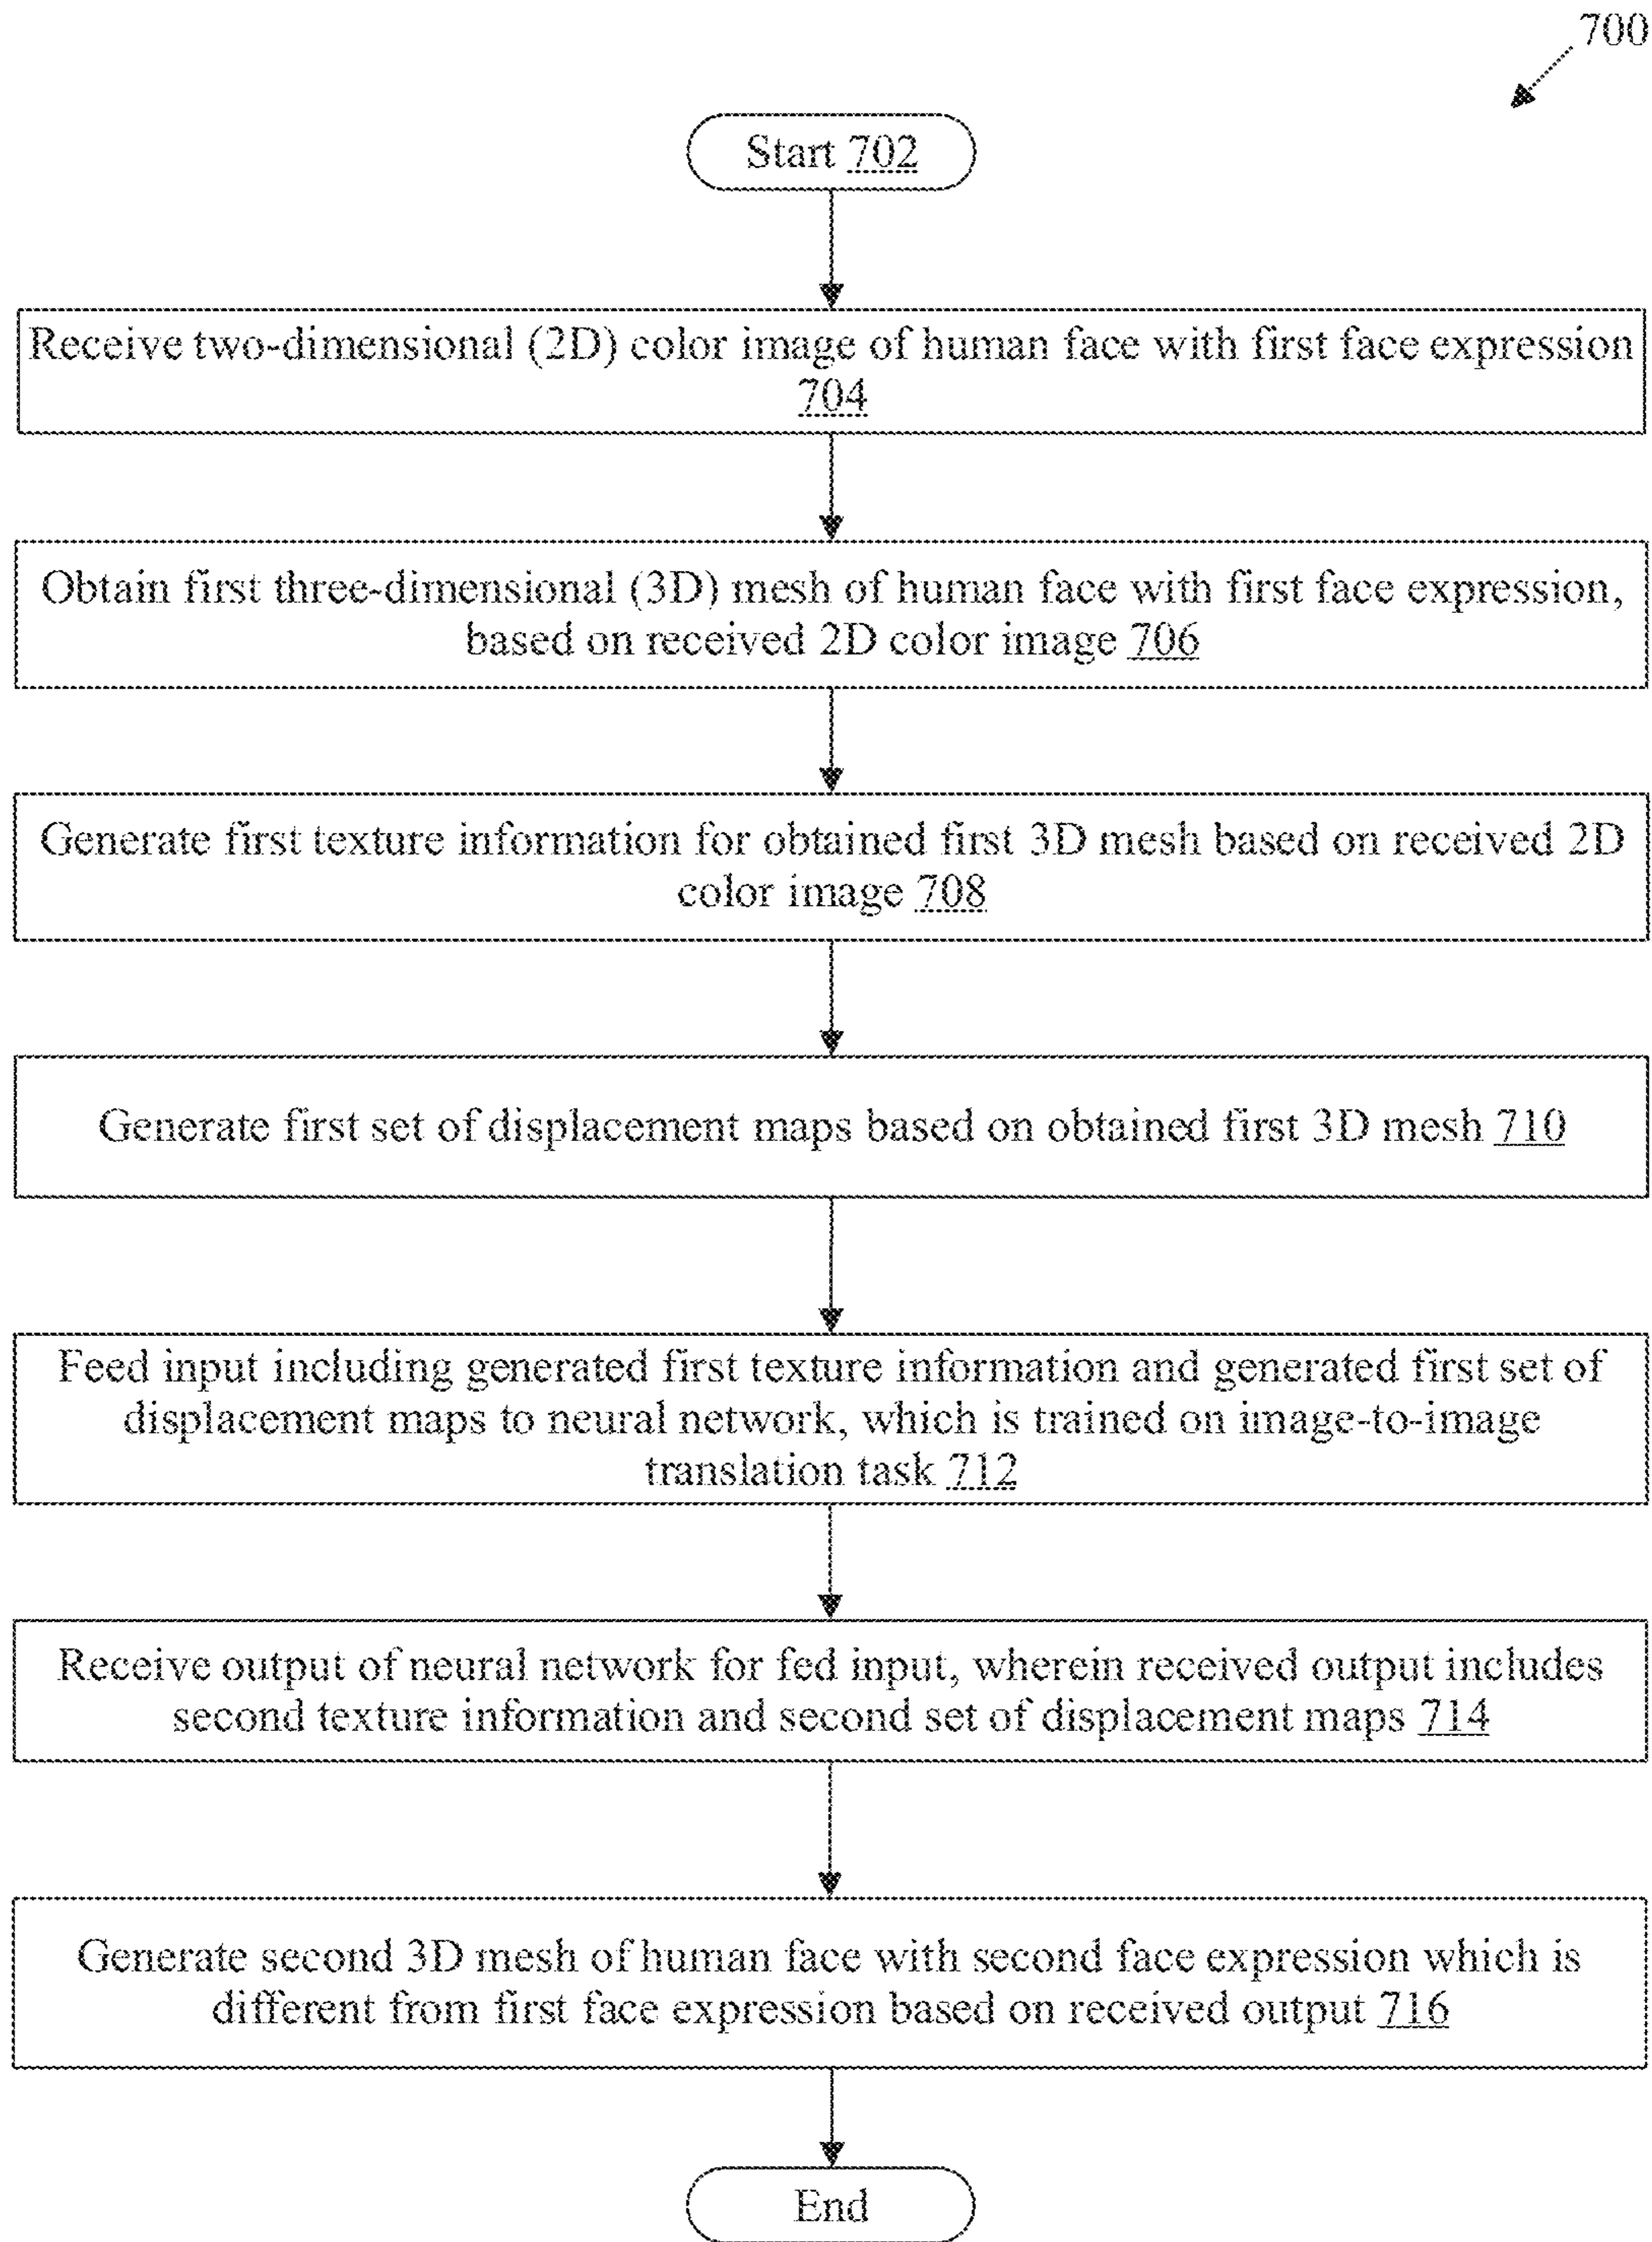 700
Start 702
Receive two-dimensional (2D) color image of human face with first face expression
704
Obtain first three-dimensional (3D) mesh of human face with first face expression,
based on received 2D color image 706
Generate first texture information for obtained first 3D mesh based on received 2D
color image 708
Generate first set of displacement maps based on obtained first 3D mesh 710
Feed input including generated first texture information and generated first set of
displacement maps to neural network, which is trained on image-to-image
translation task 712
Receive output of neural network for fed input, wherein received output includes
second texture information and second set of displacement maps 714
Generate second 3D mesh of human face with second face expression which is
different from first face expression based on received output 716
End